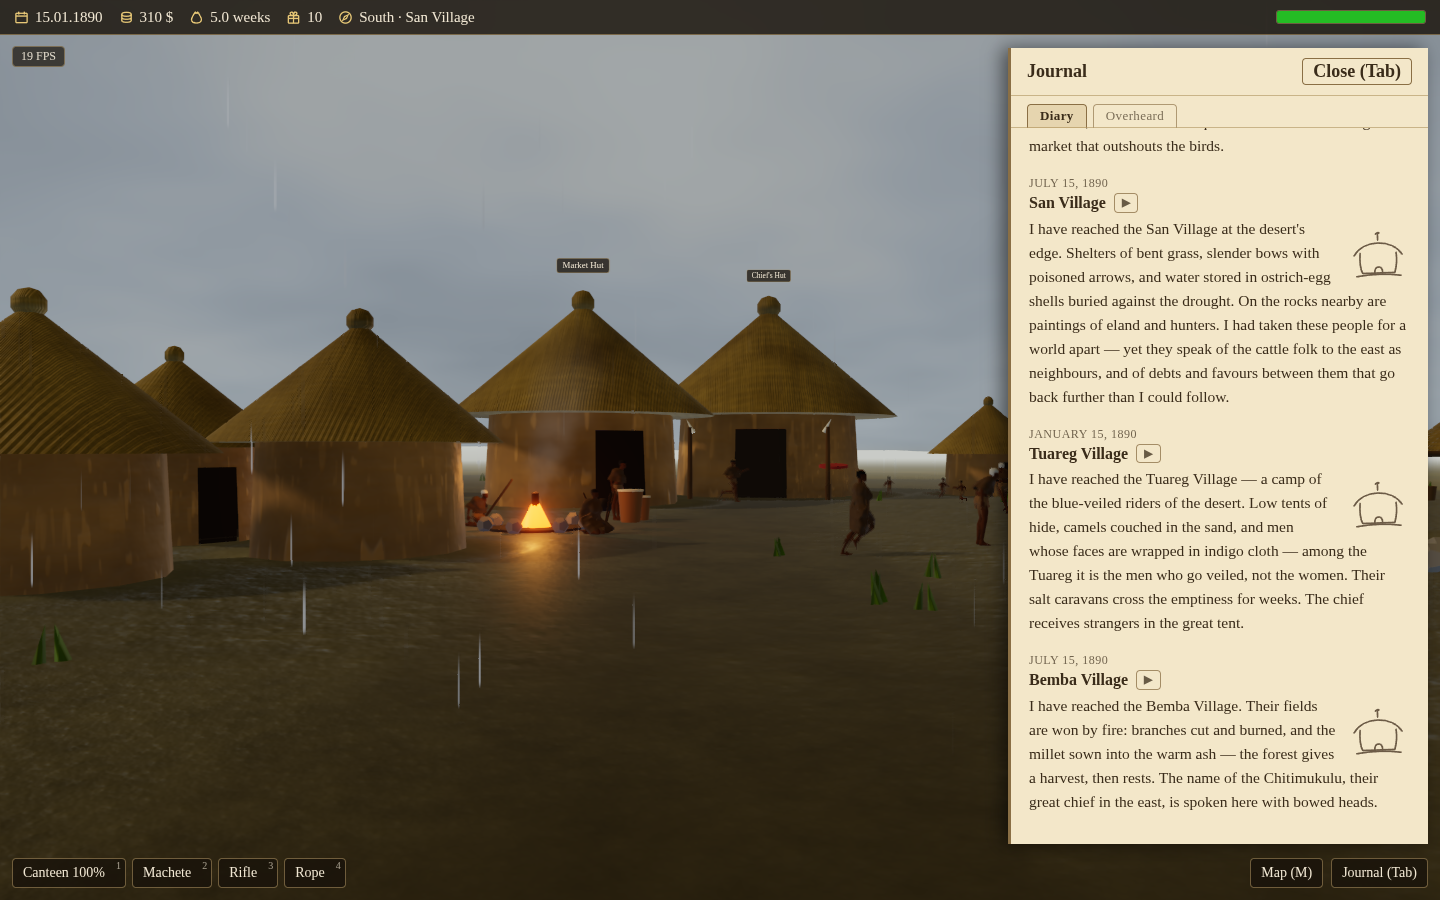 15.01.1890 310 $ 5.0 weeks 10 South · San Village
19 FPS
Journal
Close (Tab)
Diary Overheard
market that outshouts the birds.
JULY 15, 1890
San Village
I have reached the San Village at the desert's
edge. Shelters of bent grass, slender bows with
poisoned arrows, and water stored in ostrich-egg
shells buried against the drought. On the rocks nearby are
paintings of eland and hunters. I had taken these people for a
world apart — yet they speak of the cattle folk to the east as
neighbours, and of debts and favours between them that go
back further than I could follow.
JANUARY 15, 1890
Tuareg Village
I have reached the Tuareg Village — a camp of
the blue-veiled riders of the desert. Low tents of
hide, camels couched in the sand, and men
whose faces are wrapped in indigo cloth — among the
Tuareg it is the men who go veiled, not the women. Their
salt caravans cross the emptiness for weeks. The chief
receives strangers in the great tent.
JULY 15, 1890
Bemba Village
I have reached the Bemba Village. Their fields
are won by fire: branches cut and burned, and the
millet sown into the warm ash — the forest gives
a harvest, then rests. The name of the Chitimukulu, their
great chief in the east, is spoken here with bowed heads.
Market Hut
Chief's Hut
Canteen 100% 1
Machete 2
Rifle 3
Rope 4
Map (M)
Journal (Tab)